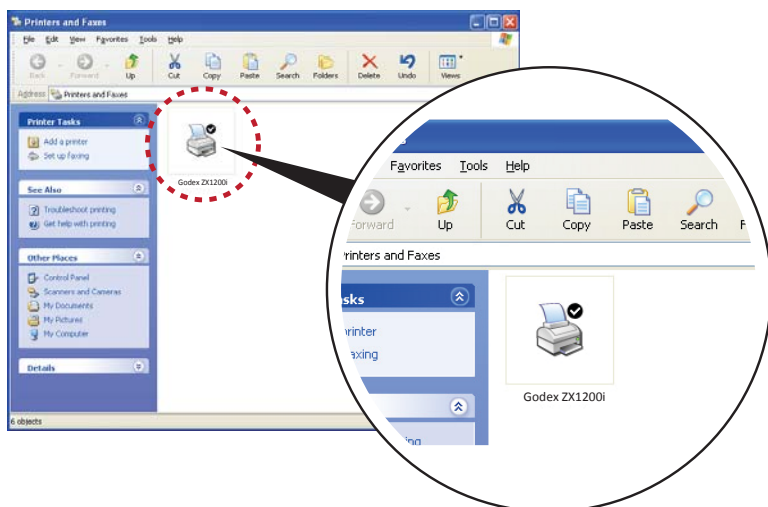 Printers and Faxes
File Edit View Favorites Tools Help
Back Forward Up Cut Copy Paste Search Folders Delete Undo Views
Address Printers and Faxes
Printer Tasks
Add a printer
Set up faxing
See Also
Troubleshoot printing
Get help with printing
Other Places
Control Panel
Scanners and Cameras
My Documents
My Pictures
My Computer
Details
6 objects
Godex ZX1200i
s
Favorites Tools Help
Forward Up Cut Copy Paste Search F
rinters and Faxes
asks
rinter
axing
ing
Godex ZX1200i